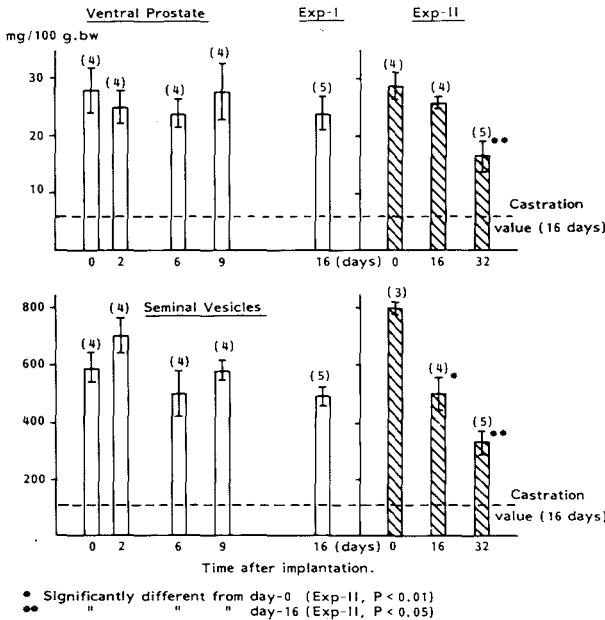 Ventral Prostate Exp-I Exp-II
mg/100 g.bw
(4) (4) (4) (4) (5) (4) (4) (5) ••
30
20
10
Castration
value (16 days)
0 2 6 9 16 (days) 0 16 32
Seminal Vesicles
(4) (4) (4) (4) (5) (3) (4) • (5) ••
800
600
400
200
Castration
value (16 days)
0 2 6 9 16 (days) 0 16 32
Time after implantation.
• Significantly different from day-0 (Exp-II, P<0.01)
•• " " " day-16 (Exp-II, P<0.05)